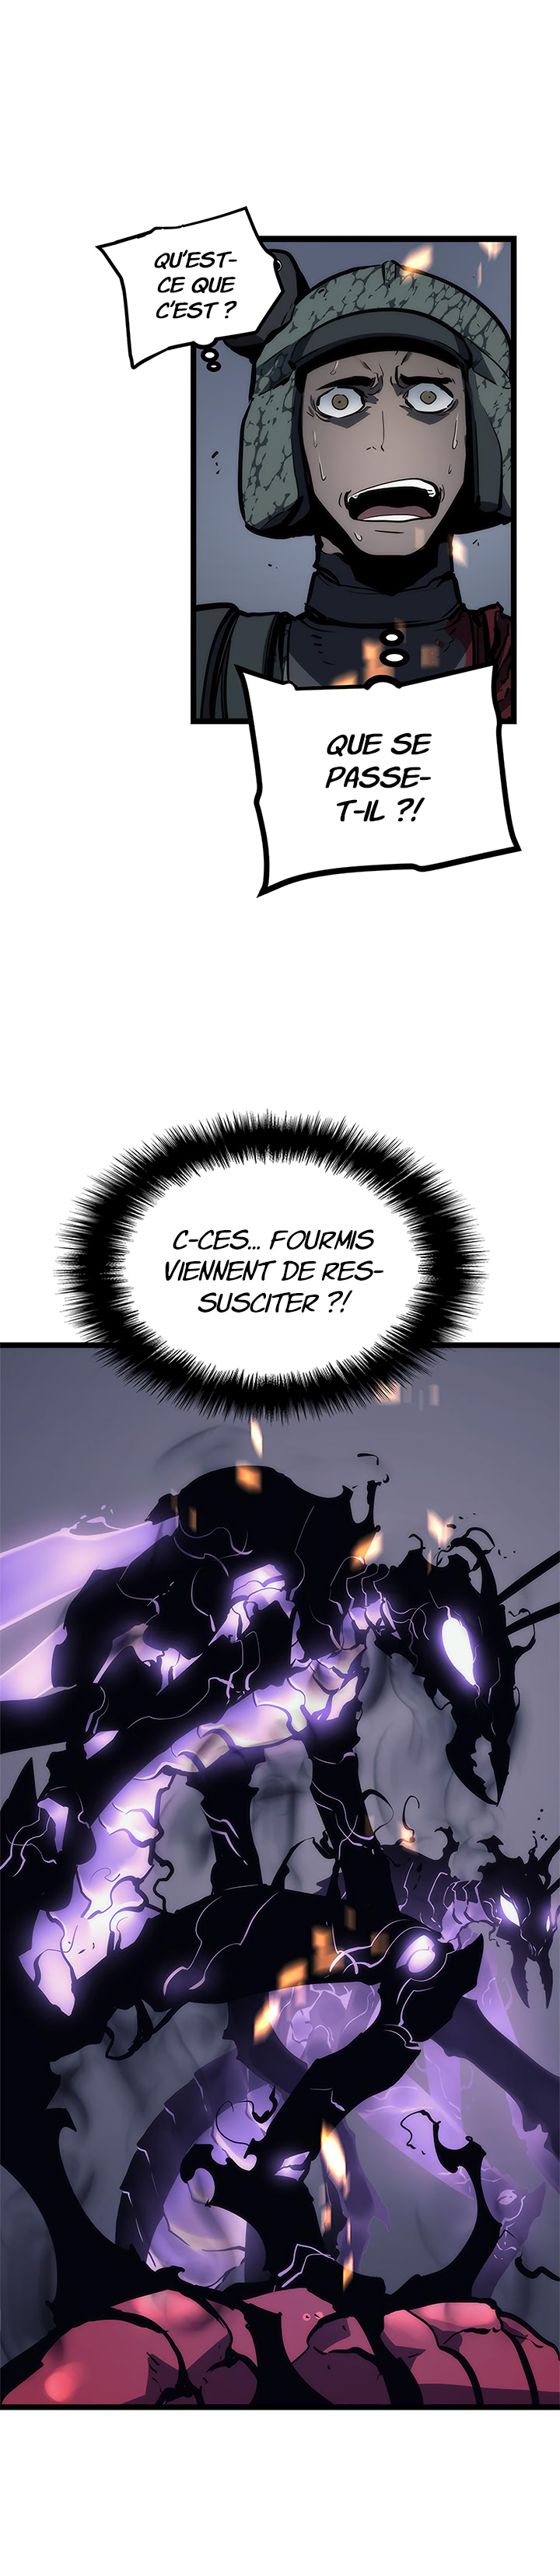 QU'EST-
CE QUE
C'EST ?
QUE SE
PASSE-
T-IL ?!
C-CES... FOURMIS
VIENNENT DE RES-
SUSCITER ?!